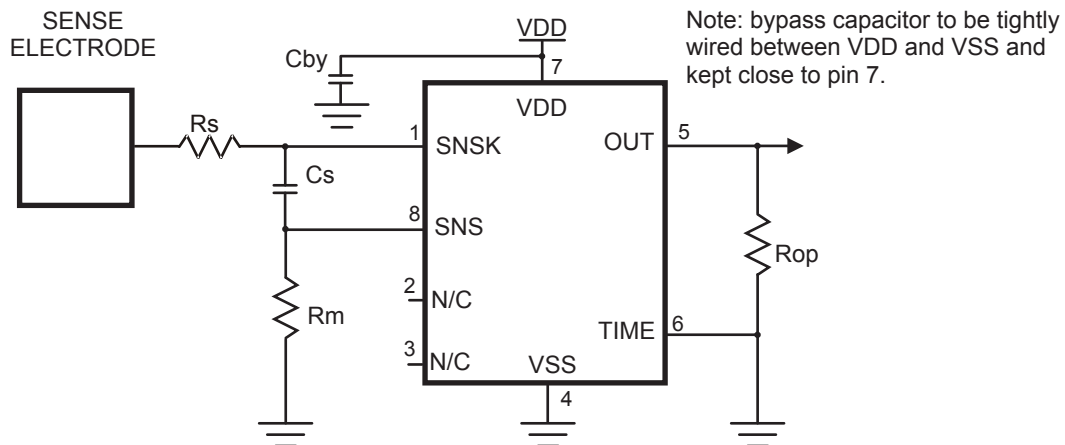 SENSE
ELECTRODE
VDD
Note: bypass capacitor to be tightly
wired between VDD and VSS and
kept close to pin 7.
Cby
7
VDD
Rs
1
SNSK
OUT
5
Cs
8
SNS
Rop
2
N/C
Rm
TIME
6
3
N/C
VSS
4